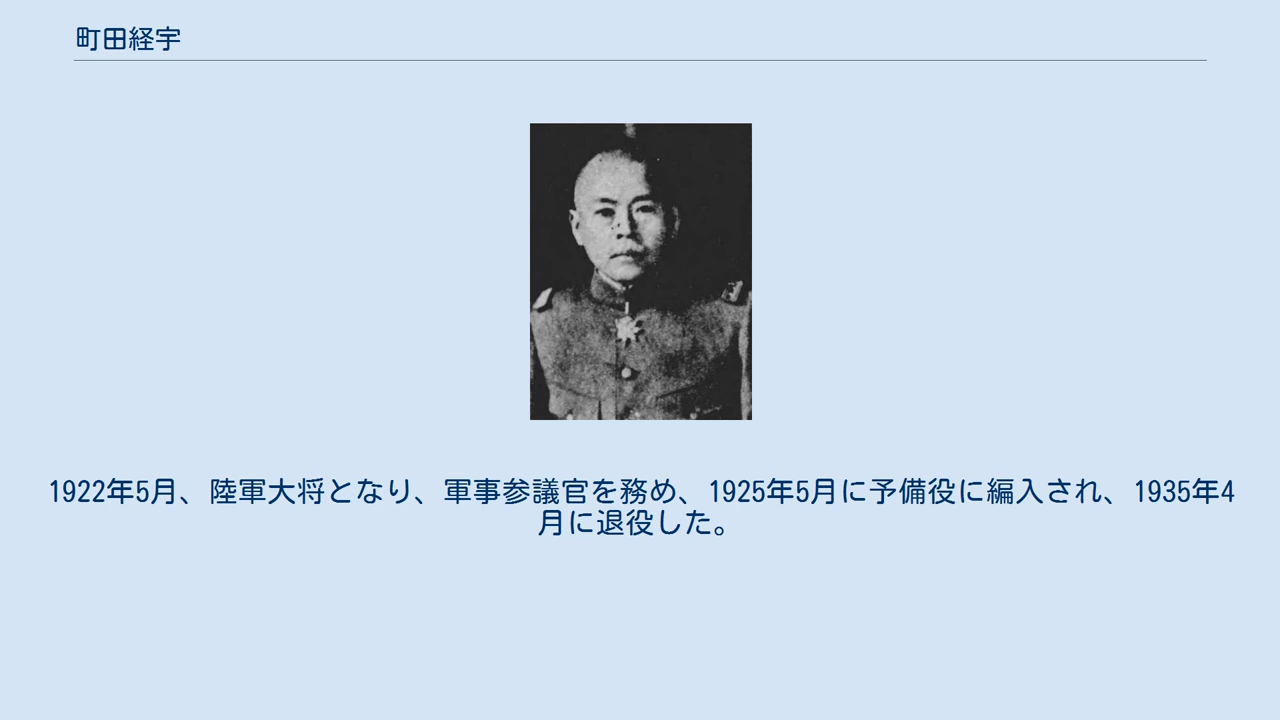 町田経宇
1922年5月、陸軍大将となり、軍事参議官を務め、1925年5月に予備役に編入され、1935年4
月に退役した。